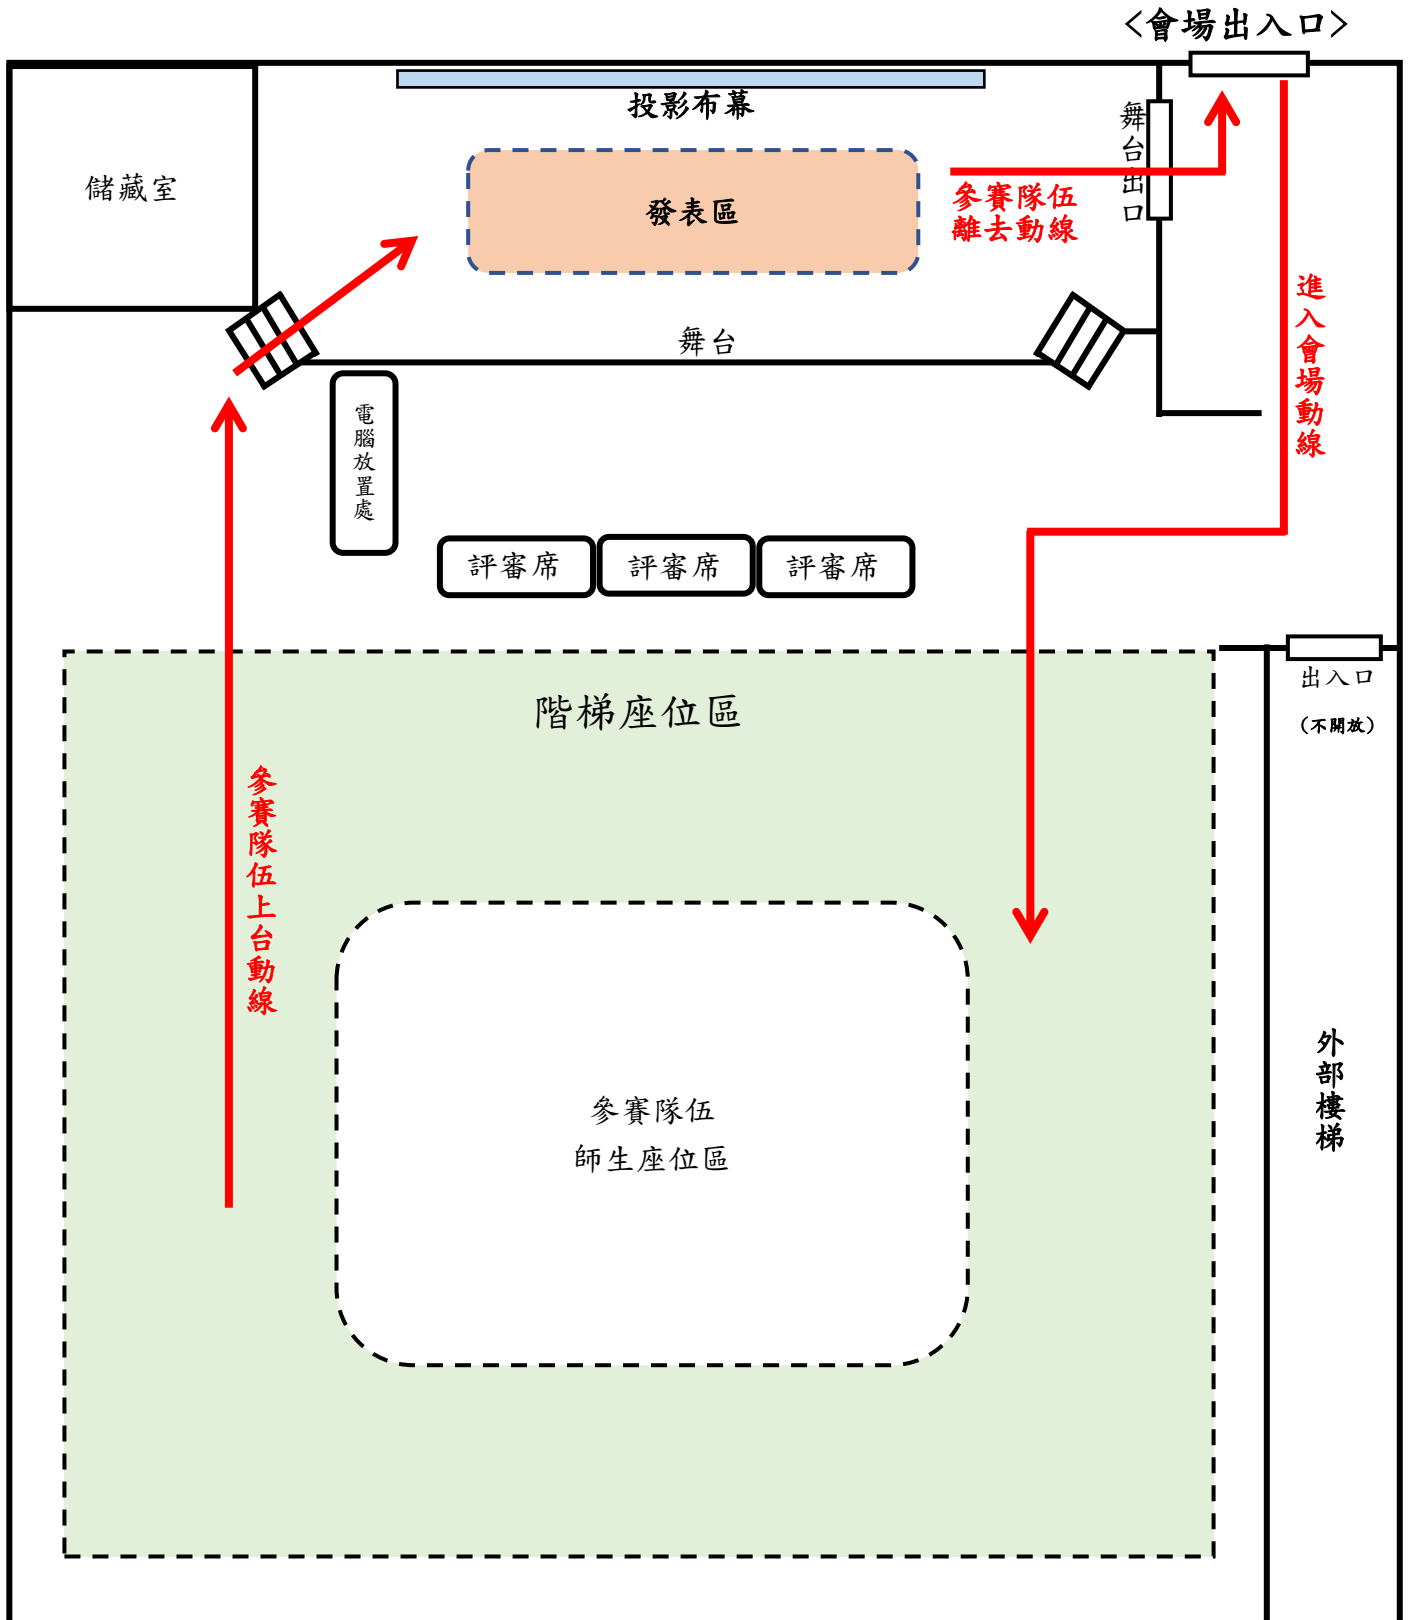 <會場出入口>
投影布幕
舞台出口
儲藏室
發表區
參賽隊伍
離去動線
進入會場動線
舞台
電腦放置處
評審席
評審席
評審席
出入口
(不開放)
階梯座位區
參賽隊伍上台動線
外部樓梯
參賽隊伍
師生座位區